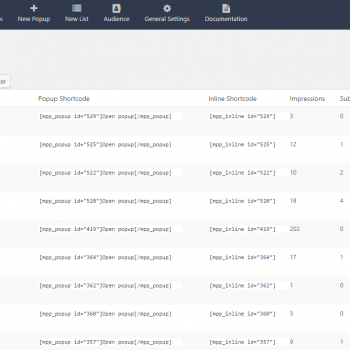 s New Popup New List Audience General Settings Documentation
ter
Popup Shortcode Inline Shortcode Impressions Sub
[mpp_popup id="529"]Open popup[/mpp_popup] [mpp_inline id="529"] 3 0
[mpp_popup id="525"]Open popup[/mpp_popup] [mpp_inline id="525"] 12 1
[mpp_popup id="522"]Open popup[/mpp_popup] [mpp_inline id="522"] 10 2
[mpp_popup id="520"]Open popup[/mpp_popup] [mpp_inline id="520"] 18 4
[mpp_popup id="419"]Open popup[/mpp_popup] [mpp_inline id="419"] 202 0
[mpp_popup id="364"]Open popup[/mpp_popup] [mpp_inline id="364"] 17 1
[mpp_popup id="362"]Open popup[/mpp_popup] [mpp_inline id="362"] 1 0
[mpp_popup id="360"]Open popup[/mpp_popup] [mpp_inline id="360"] 3 0
[mpp_popup id="357"]Open popup[/mpp_popup] [mpp_inline id="357"] 9 1